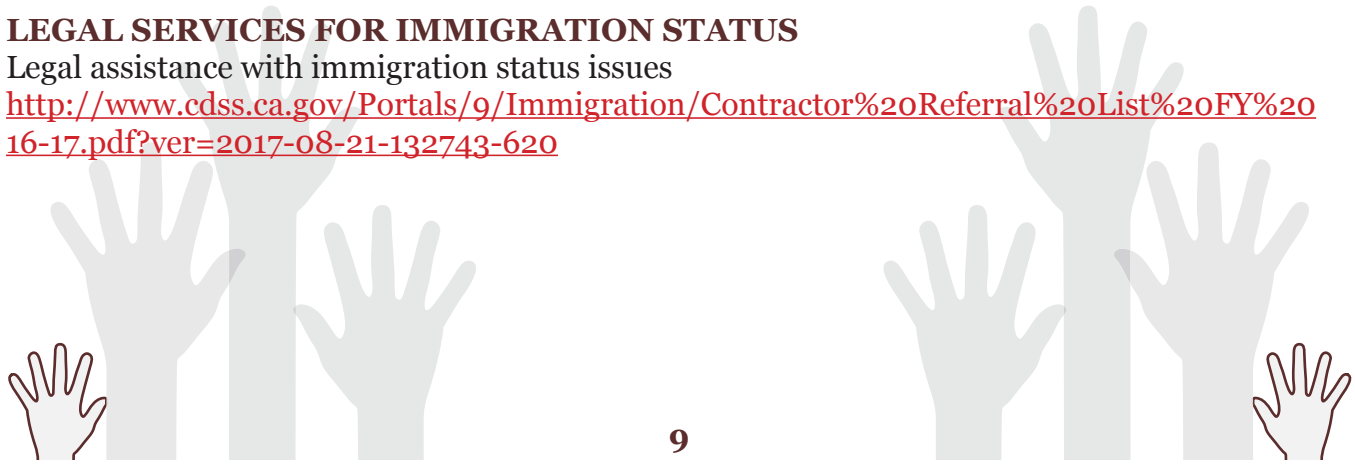 LEGAL SERVICES FOR IMMIGRATION STATUS
Legal assistance with immigration status issues
http://www.cdss.ca.gov/Portals/9/Immigration/Contractor%20Referral%20List%20FY%20
16-17.pdf?ver=2017-08-21-132743-620
9